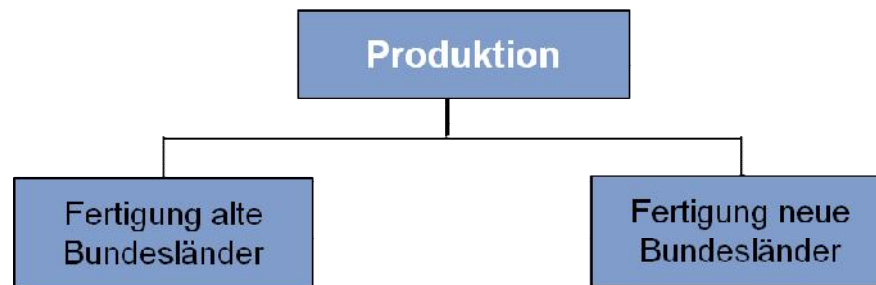 Produktion
Fertigung alte
Bundesländer
Fertigung neue
Bundesländer